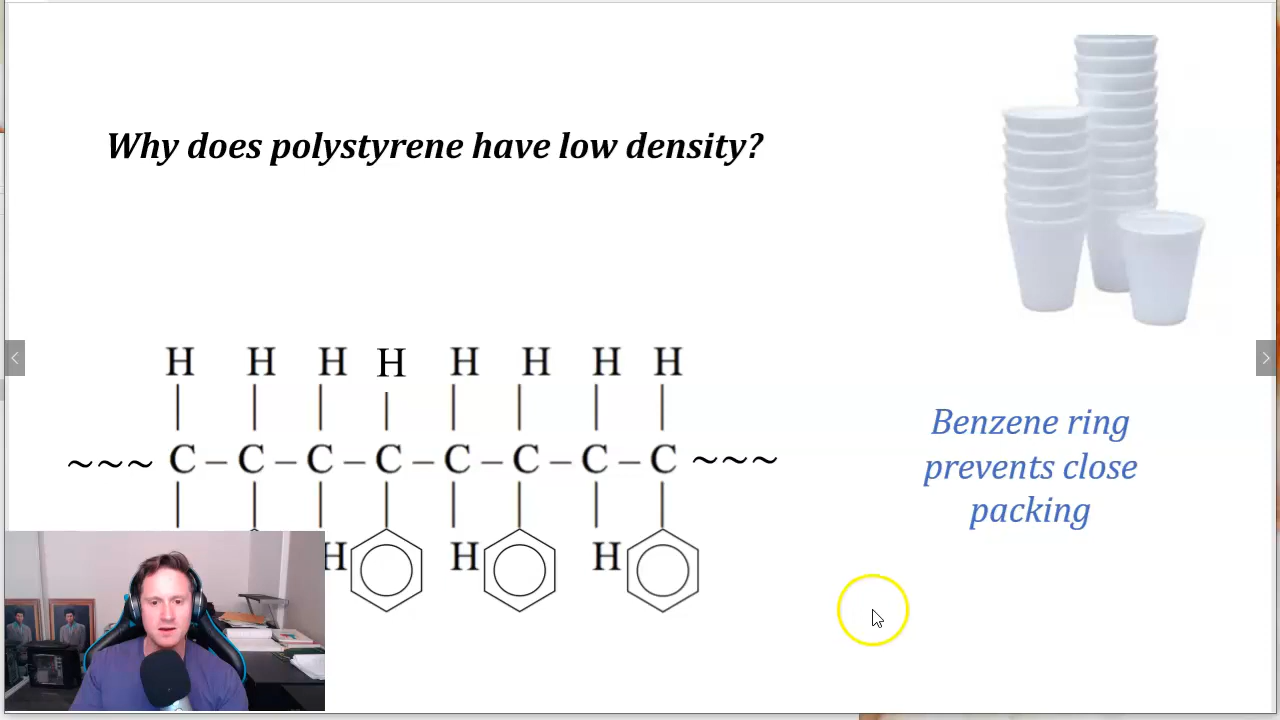 Why does polystyrene have low density?
H H H H H H H H
~~~ C – C – C – C – C – C – C – C ~~~
H H H
Benzene ring
prevents close
packing